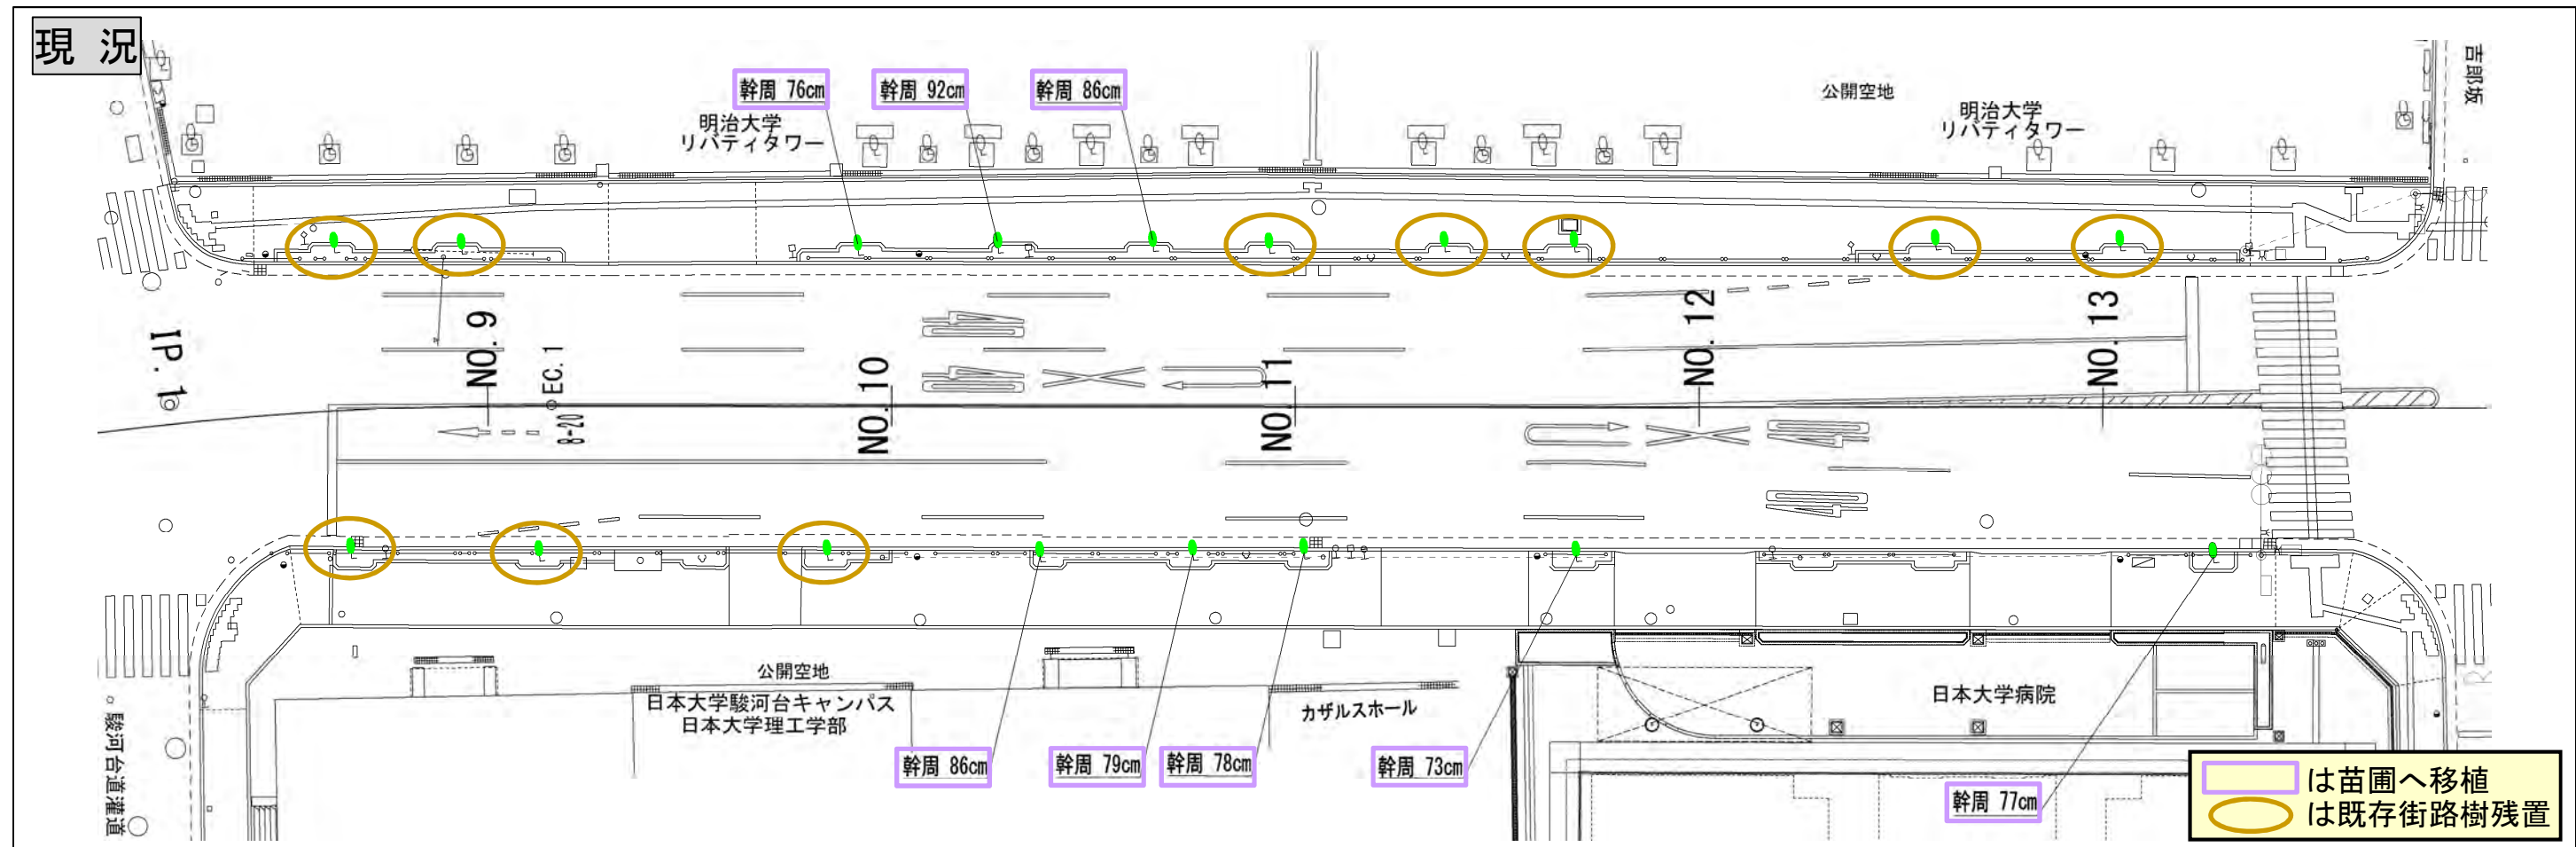 現 況
幹周 76cm
幹周 92cm
幹周 86cm
明治大学
リバティタワー
公開空地
明治大学
リバティタワー
吉郎坂
IP. 1
NO. 9
EC. 1
8-20
NO. 10
NO. 11
NO. 12
NO. 13
公開空地
日本大学駿河台キャンパス
日本大学理工学部
カザルスホール
日本大学病院
駿河台道灌道
幹周 86cm
幹周 79cm
幹周 78cm
幹周 73cm
幹周 77cm
は苗圃へ移植
は既存街路樹残置